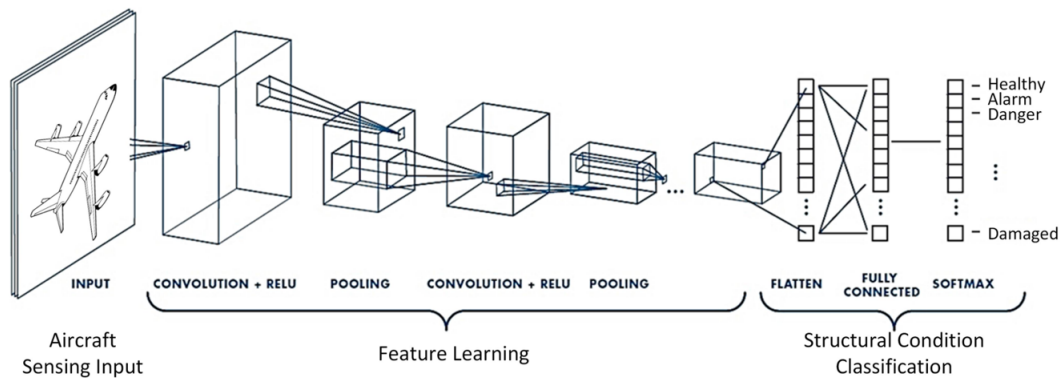 Healthy
Alarm
Danger
Damaged
INPUT
CONVOLUTION + RELU
POOLING
CONVOLUTION + RELU
POOLING
FLATTEN
FULLY
CONNECTED
SOFTMAX
Aircraft
Sensing Input
Feature Learning
Structural Condition
Classification